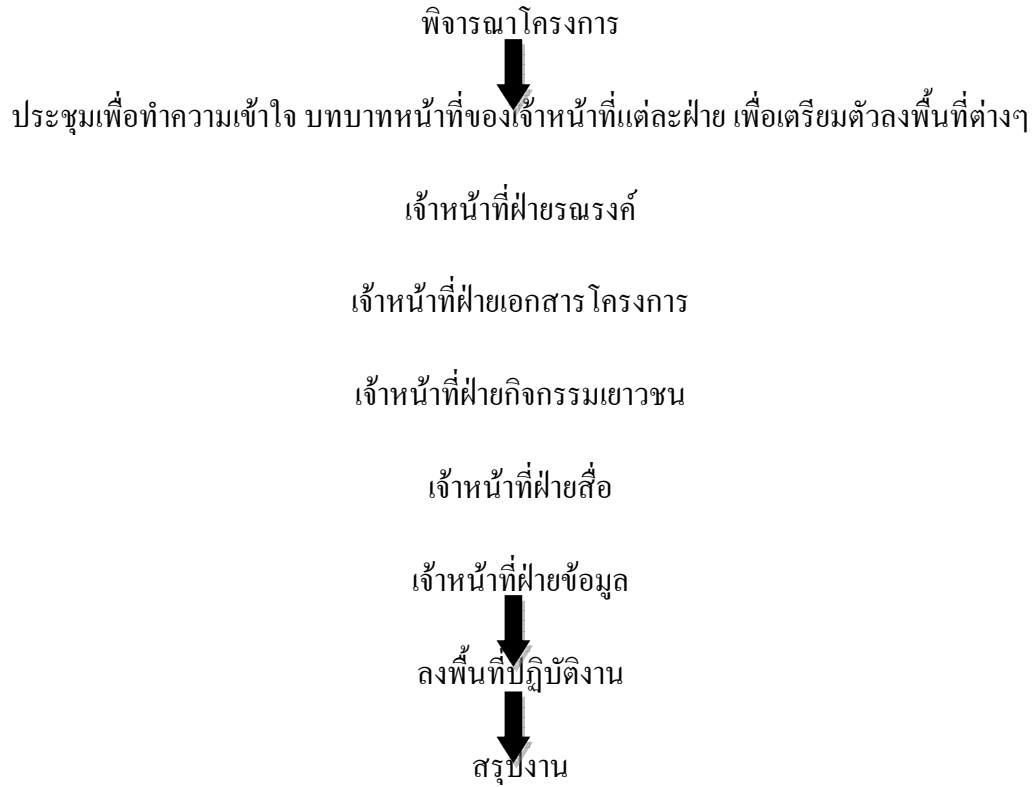 พิจารณาโครงการ
ประชุมเพื่อทำความเข้าใจ บทบาทหน้าที่ของเจ้าหน้าที่แต่ละฝ่าย เพื่อเตรียมตัวลงพื้นที่ต่างๆ
เจ้าหน้าที่ฝ่ายรณรงค์
เจ้าหน้าที่ฝ่ายเอกสารโครงการ
เจ้าหน้าที่ฝ่ายกิจกรรมเยาวชน
เจ้าหน้าที่ฝ่ายสื่อ
เจ้าหน้าที่ฝ่ายข้อมูล
ลงพื้นที่ปฏิบัติงาน
สรุปงาน